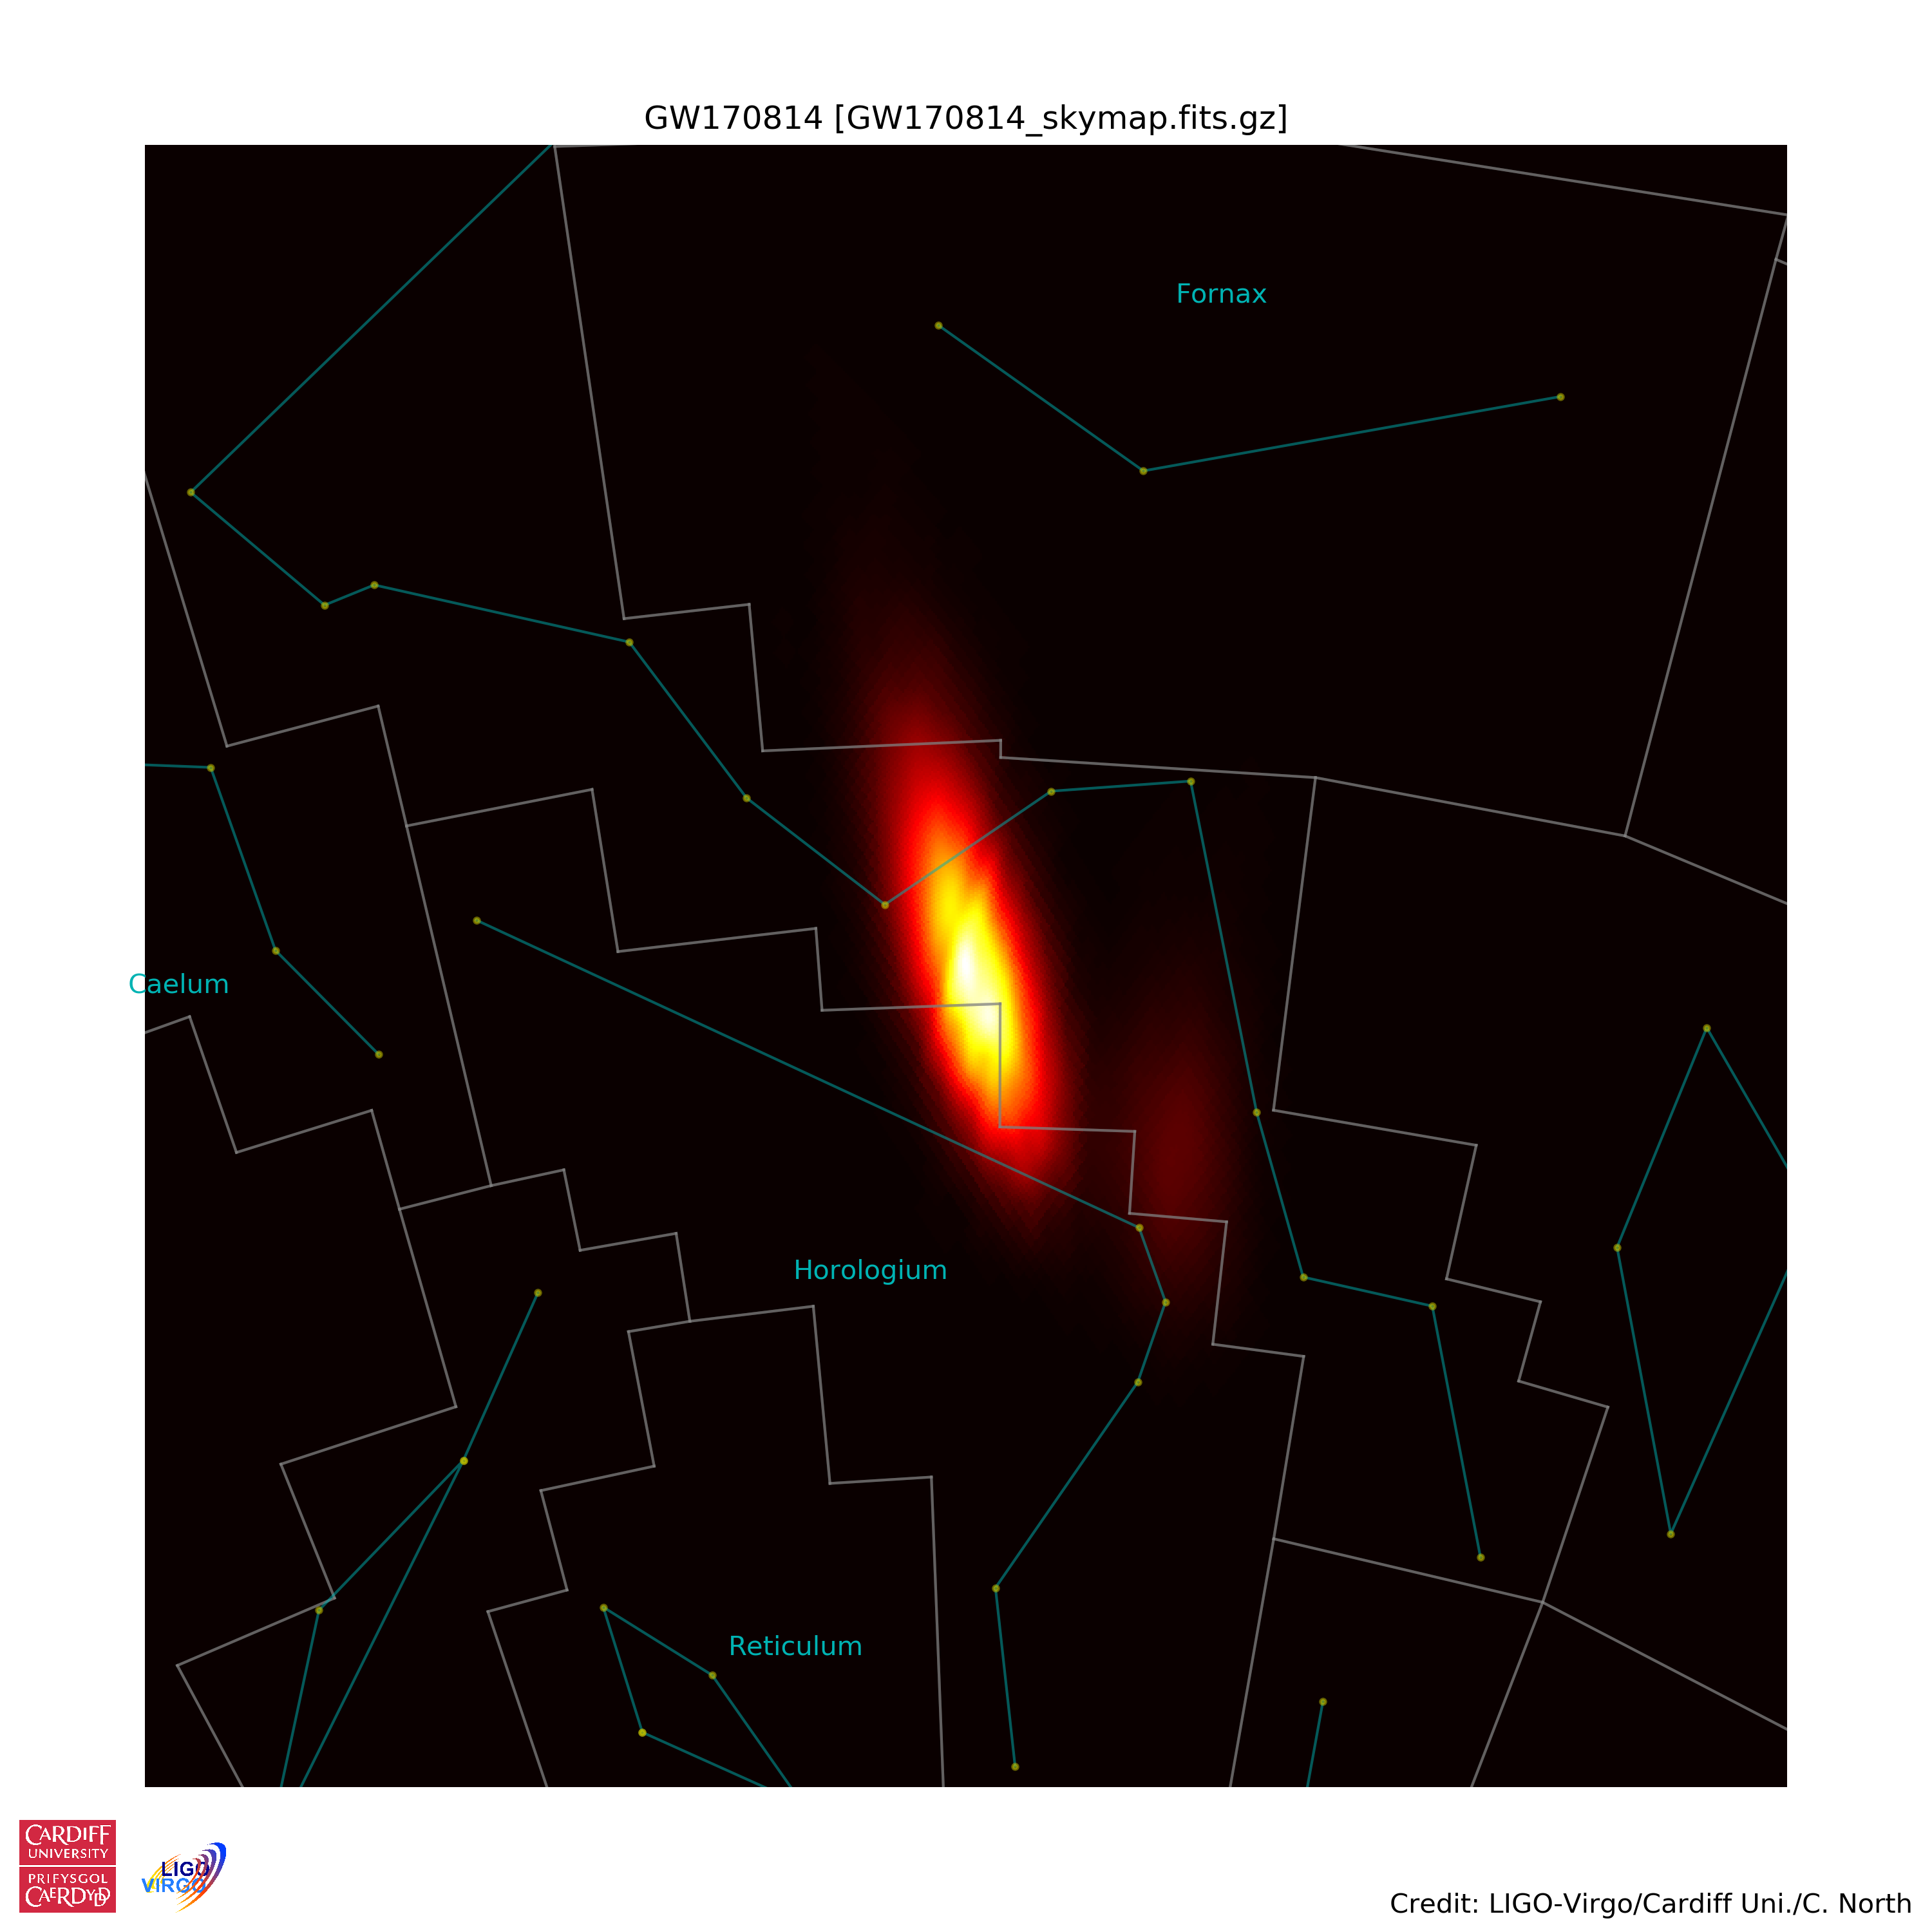 GW170814 [GW170814_skymap.fits.gz]
Fornax
Caelum
Horologium
Reticulum
CARDIFF
UNIVERSITY
PRIFYSGOL
CAERDYDD
LIGO
VIRGO
Credit: LIGO-Virgo/Cardiff Uni./C. North